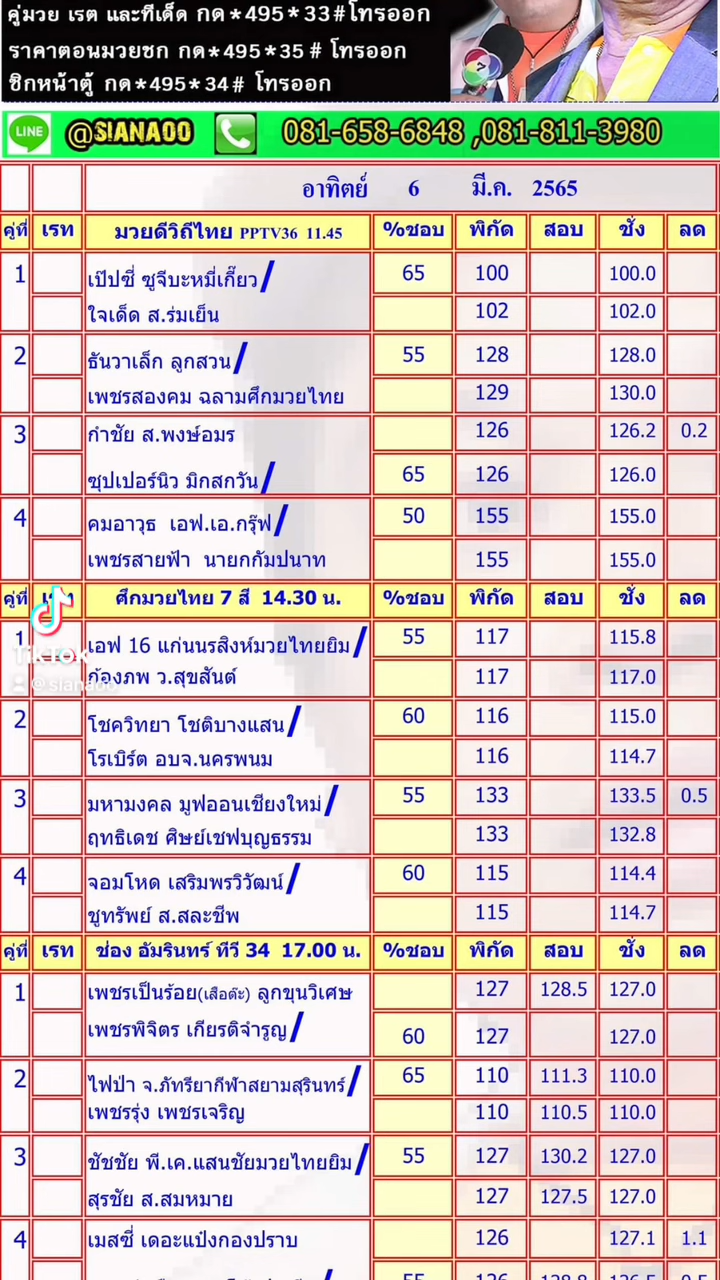 คู่มวย เรต และทีเด็ด กด*495*33#โทรออก
ราคาตอนมวยชก กด*495*35 # โทรออก
ซิกหน้าตู้ กด*495*34# โทรออก
7
LINE @SIANA00 081-658-6848 ,081-811-3980
อาทิตย์ 6 มี.ค. 2565
คู่ที่ เรท มวยดีวิถีไทย PPTV36 11.45 %ชอบ พิกัด สอบ ชั่ง ลด
1 เป๊ปซี่ ซูจีบะหมี่เกี๊ยว/ 65 100 100.0
ใจเด็ด ส.ร่มเย็น 102 102.0
2 ธันวาเล็ก ลูกสวน/ 55 128 128.0
เพชรสองคม ฉลามศึกมวยไทย 129 130.0
3 กำชัย ส.พงษ์อมร 126 126.2 0.2
ซุปเปอร์นิว มิกสกวัน/ 65 126 126.0
4 คมอาวุธ เอฟ.เอ.กรุ๊ฟ/ 50 155 155.0
เพชรสายฟ้า นายกกัมปนาท 155 155.0
คู่ที่ เรท ศึกมวยไทย 7 สี 14.30 น. %ชอบ พิกัด สอบ ชั่ง ลด
1 เอฟ 16 แก่นนรสิงห์มวยไทยยิม/ 55 117 115.8
TikTok
ก้องภพ ว.สุขสันต์ 117 117.0
@siana00
2 โชควิทยา โชติบางแสน/ 60 116 115.0
โรเบิร์ต อบจ.นครพนม 116 114.7
3 มหามงคล มูฟออนเชียงใหม่/ 55 133 133.5 0.5
ฤทธิเดช ศิษย์เชฟบุญธรรม 133 132.8
4 จอมโหด เสริมพรวิวัฒน์/ 60 115 114.4
ชูทรัพย์ ส.สละชีพ 115 114.7
คู่ที่ เรท ช่อง อัมรินทร์ ทีวี 34 17.00 น. %ชอบ พิกัด สอบ ชั่ง ลด
1 เพชรเป็นร้อย(เสือต๊ะ) ลูกขุนวิเศษ 127 128.5 127.0
เพชรพิจิตร เกียรติจำรูญ/ 60 127 127.0
2 ไฟป่า จ.ภัทรียากีฬาสยามสุรินทร์/ 65 110 111.3 110.0
เพชรรุ่ง เพชรเจริญ 110 110.5 110.0
3 ชัชชัย พี.เค.แสนชัยมวยไทยยิม/ 55 127 130.2 127.0
สุรชัย ส.สมหมาย 127 127.5 127.0
4 เมสซี่ เดอะแป๋งกองปราบ 126 127.1 1.1